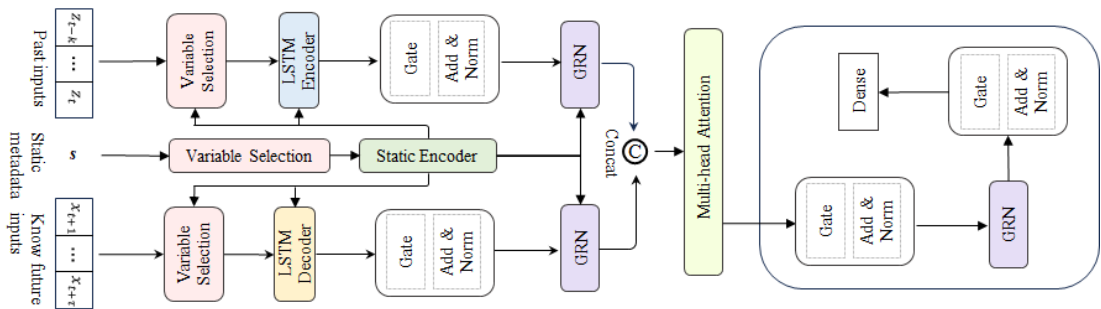 Past inputs
z_{t-k}
...
z_t
Variable
Selection
LSTM
Encoder
Gate
Add &
Norm
GRN
Static
metadata
s
Variable Selection
Static Encoder
Know future
inputs
x_{t+1}
...
x_{t+z}
Variable
Selection
LSTM
Decoder
Gate
Add &
Norm
GRN
C
Concat
Multi-head Attention
Gate
Add &
Norm
GRN
Gate
Add &
Norm
Dense